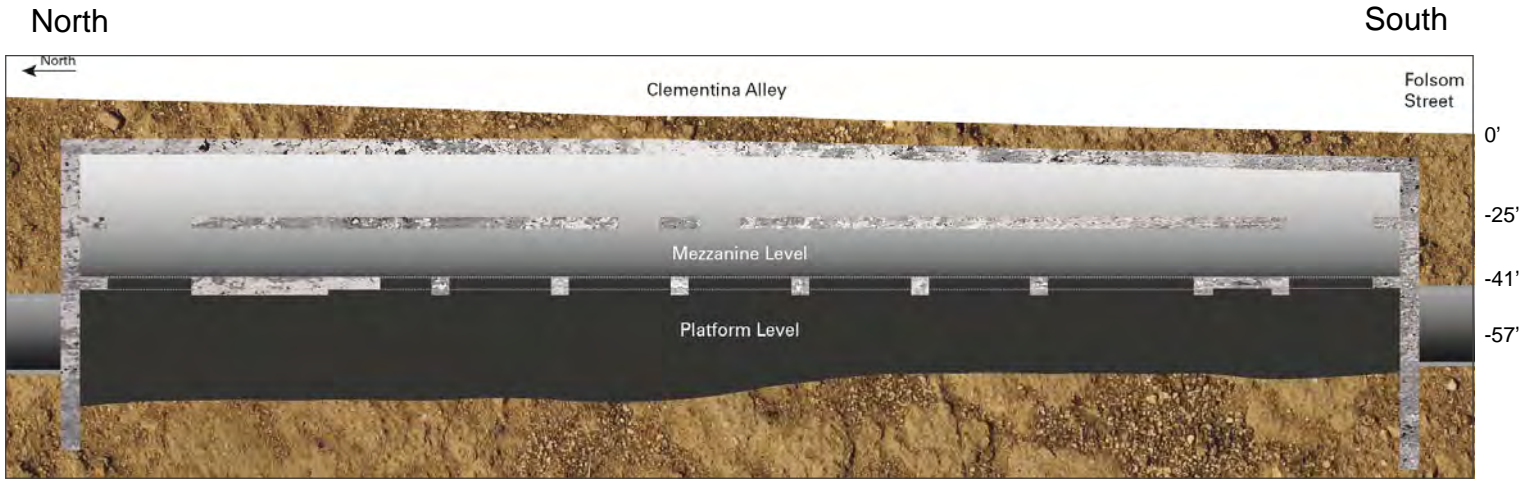 North
South
North
Clementina Alley
Folsom
Street
0'
-25'
Mezzanine Level
-41'
Platform Level
-57'